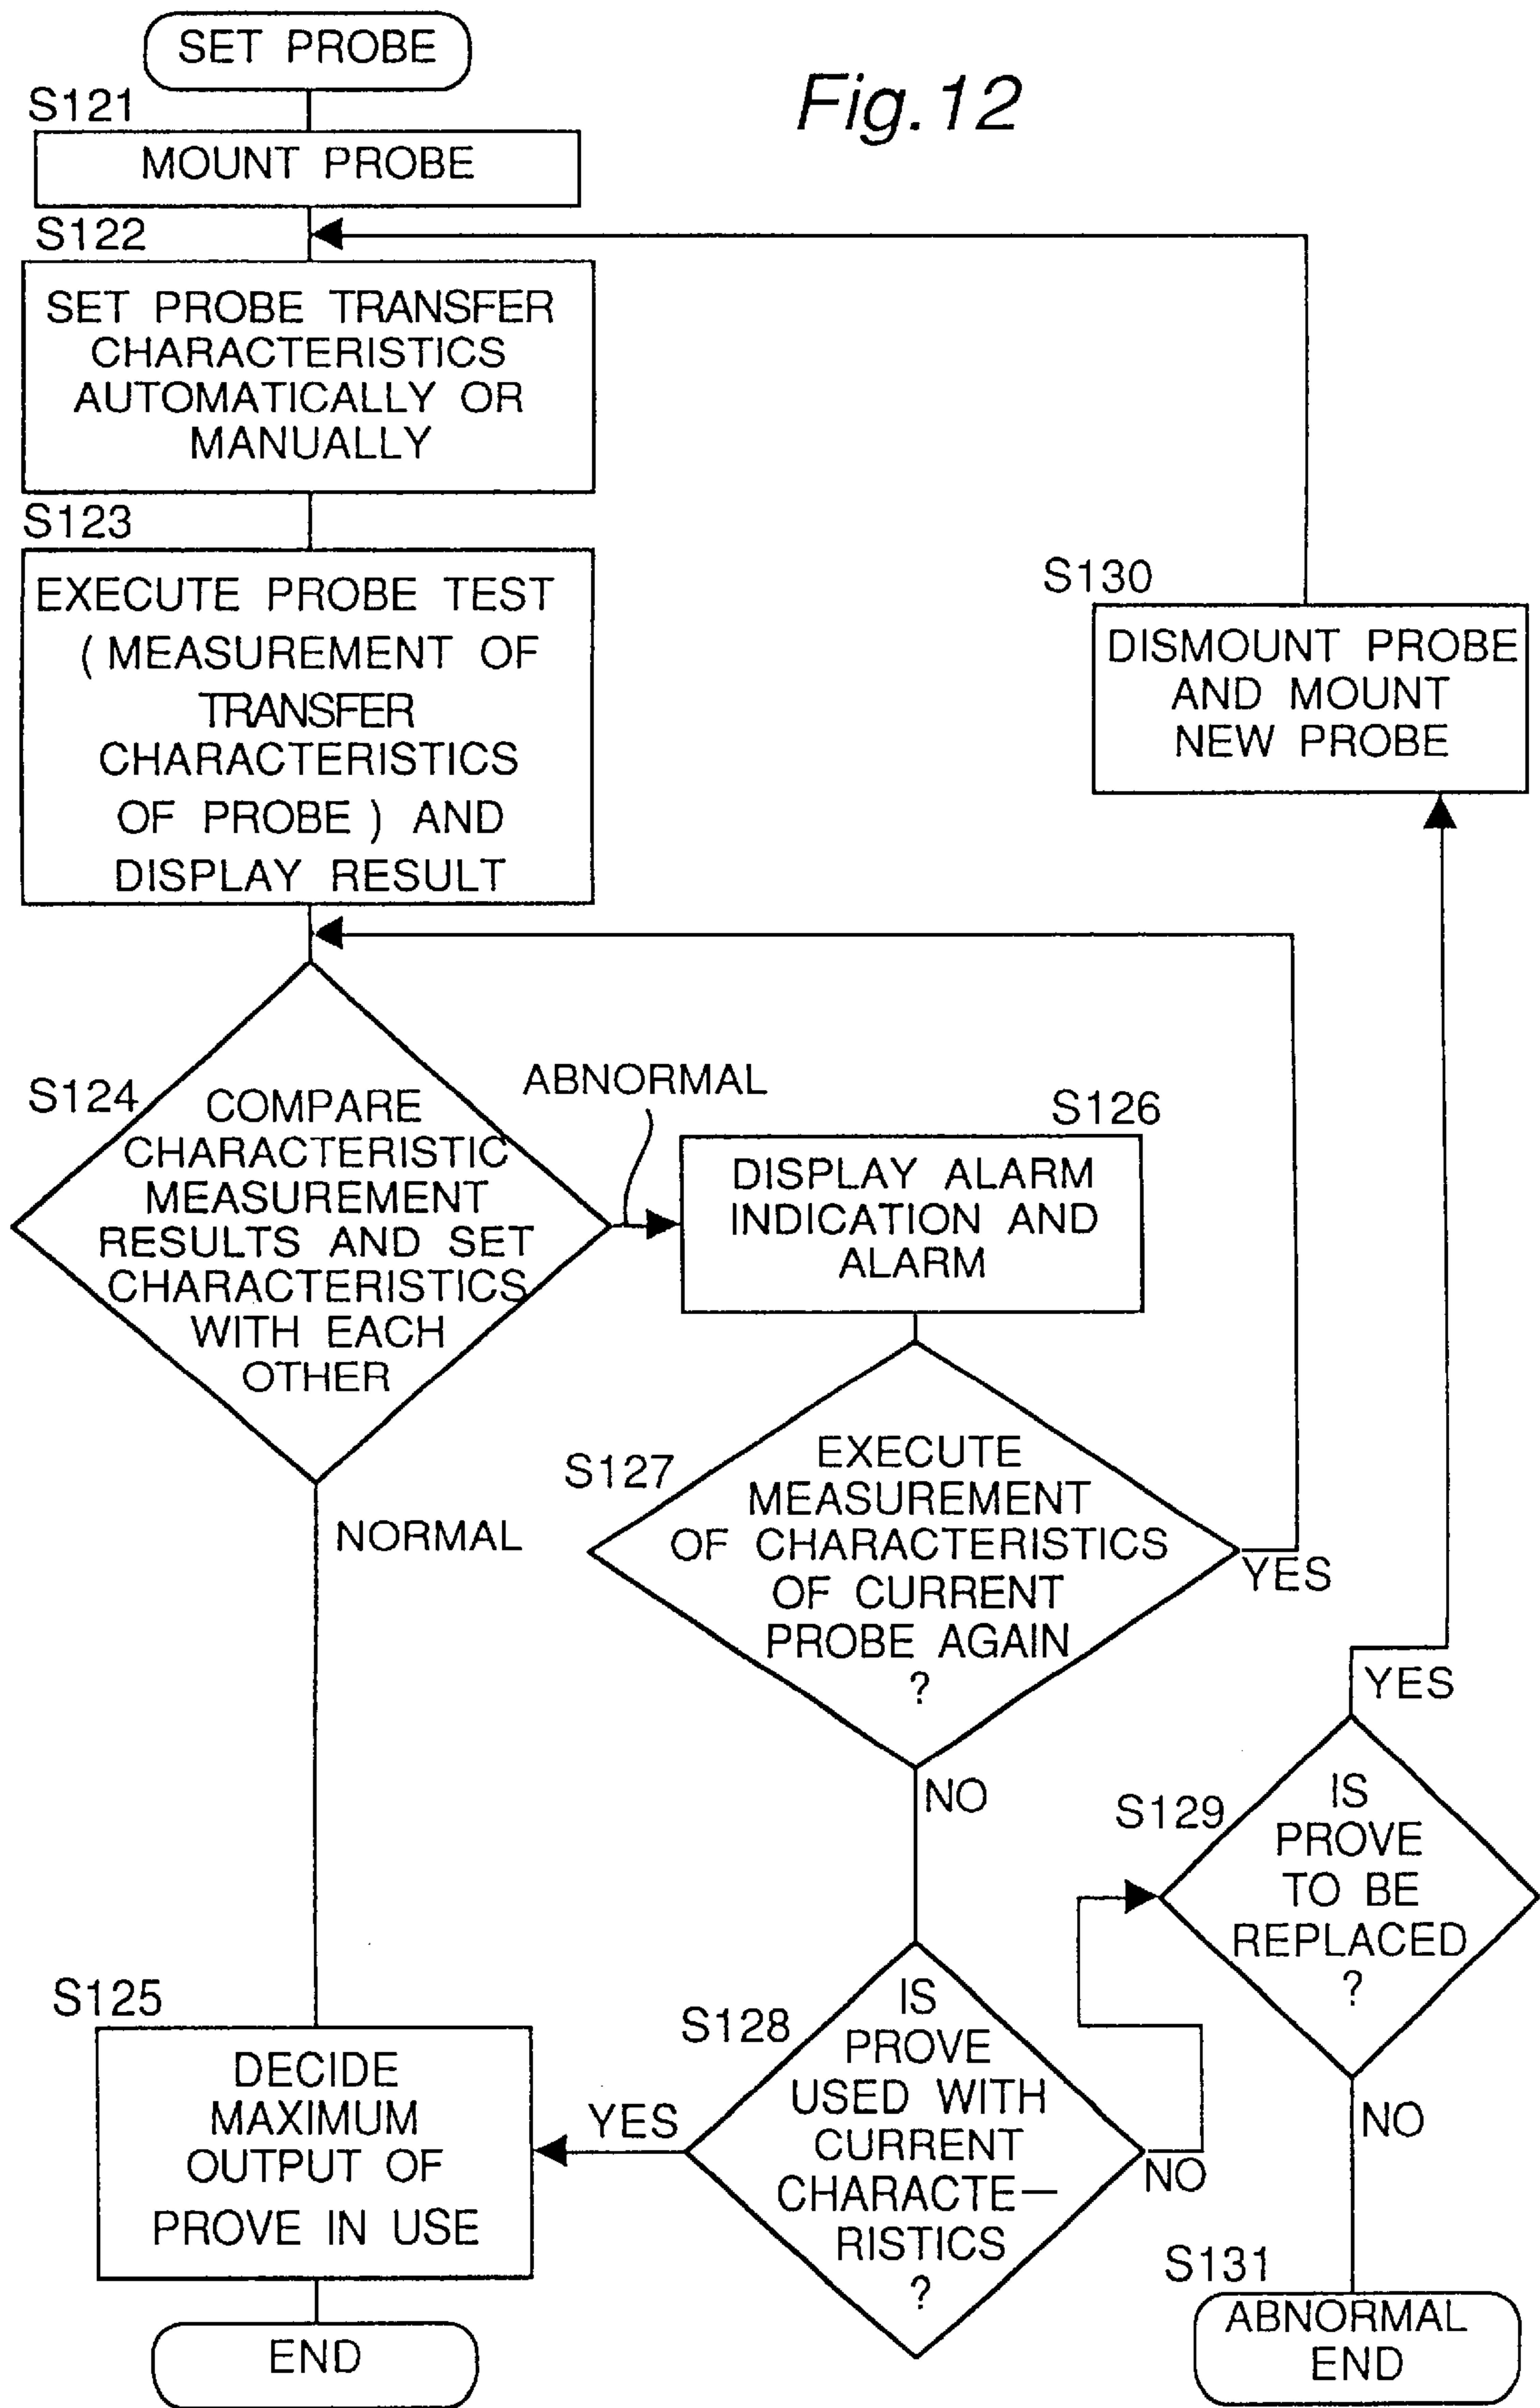 SET PROBE
Fig.12
S121
MOUNT PROBE
S122
SET PROBE TRANSFER
CHARACTERISTICS
AUTOMATICALLY OR
MANUALLY
S123
EXECUTE PROBE TEST
( MEASUREMENT OF
TRANSFER
CHARACTERISTICS
OF PROBE ) AND
DISPLAY RESULT
S130
DISMOUNT PROBE
AND MOUNT
NEW PROBE
S124
COMPARE
CHARACTERISTIC
MEASUREMENT
RESULTS AND SET
CHARACTERISTICS
WITH EACH
OTHER
ABNORMAL
S126
DISPLAY ALARM
INDICATION AND
ALARM
NORMAL
S127
EXECUTE
MEASUREMENT
OF CHARACTERISTICS
OF CURRENT
PROBE AGAIN
?
YES
NO
YES
S129
IS
PROVE
TO BE
REPLACED
?
NO
S125
DECIDE
MAXIMUM
OUTPUT OF
PROVE IN USE
YES
S128
IS
PROVE
USED WITH
CURRENT
CHARACTE—
RISTICS
?
NO
END
S131
ABNORMAL
END